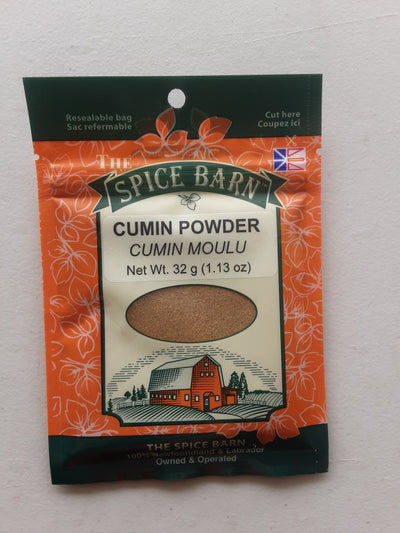 Resealable bag
Sac refermable
Cut here
Coupez ici
THE
SPICE BARN™
CUMIN POWDER
CUMIN MOULU
Net Wt. 32 g (1.13 oz)
THE SPICE BARN
100% Newfoundland & Labrador
Owned & Operated